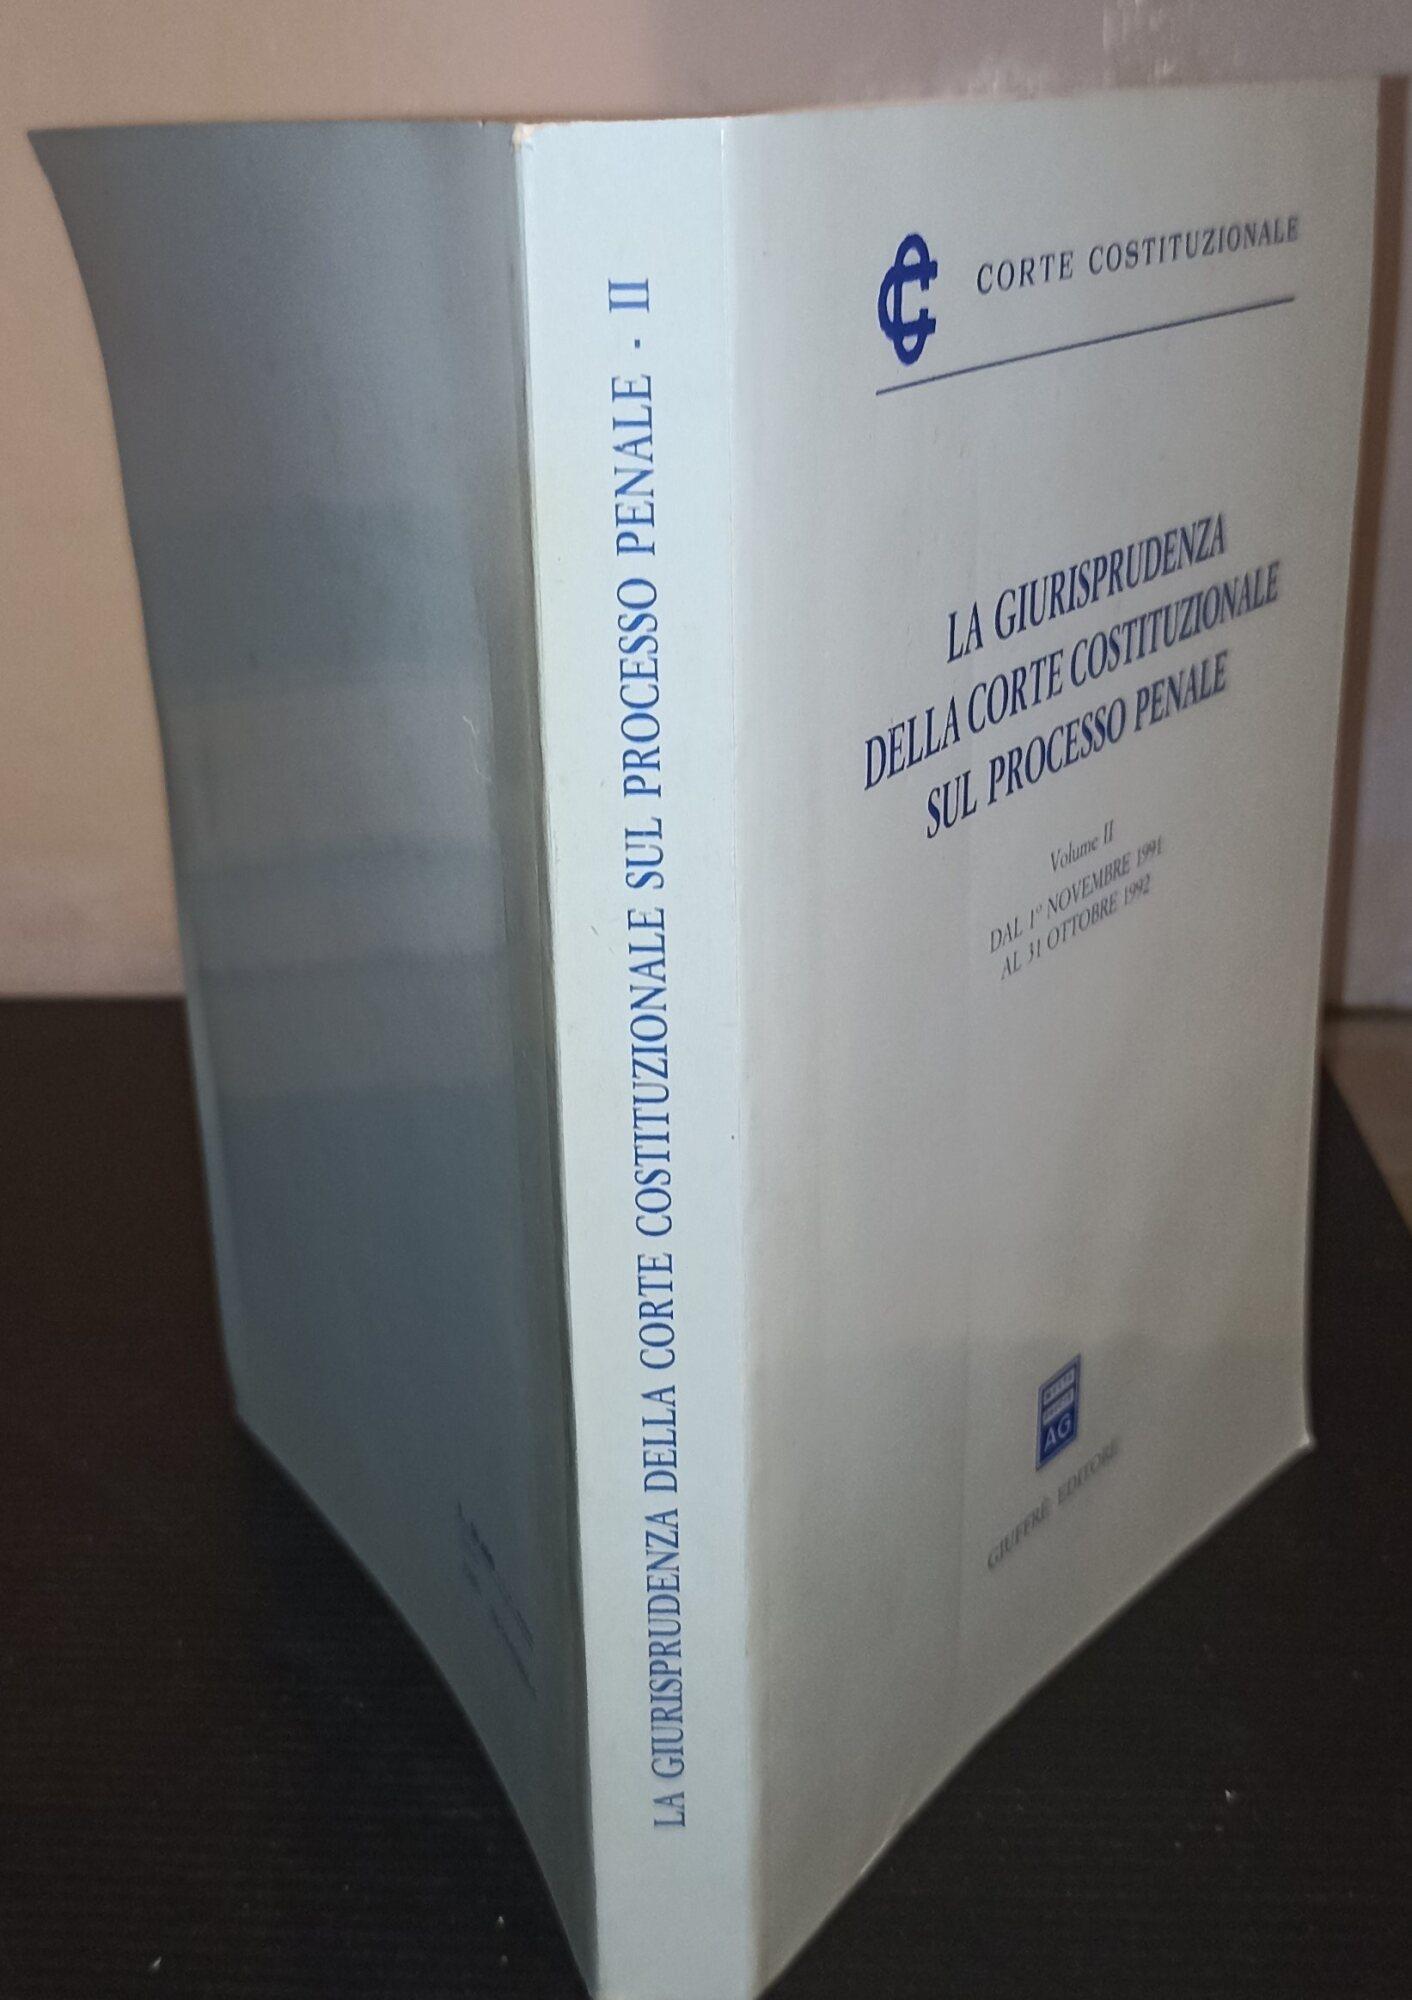 LA GIURISPRUDENZA DELLA CORTE COSTITUZIONALE SUL PROCESSO PENALE - II
CORTE COSTITUZIONALE
LA GIURISPRUDENZA
DELLA CORTE COSTITUZIONALE
SUL PROCESSO PENALE
Volume II
DAL 1° NOVEMBRE 1991
AL 31 OTTOBRE 1992
AG
GIUFFRÈ EDITORE